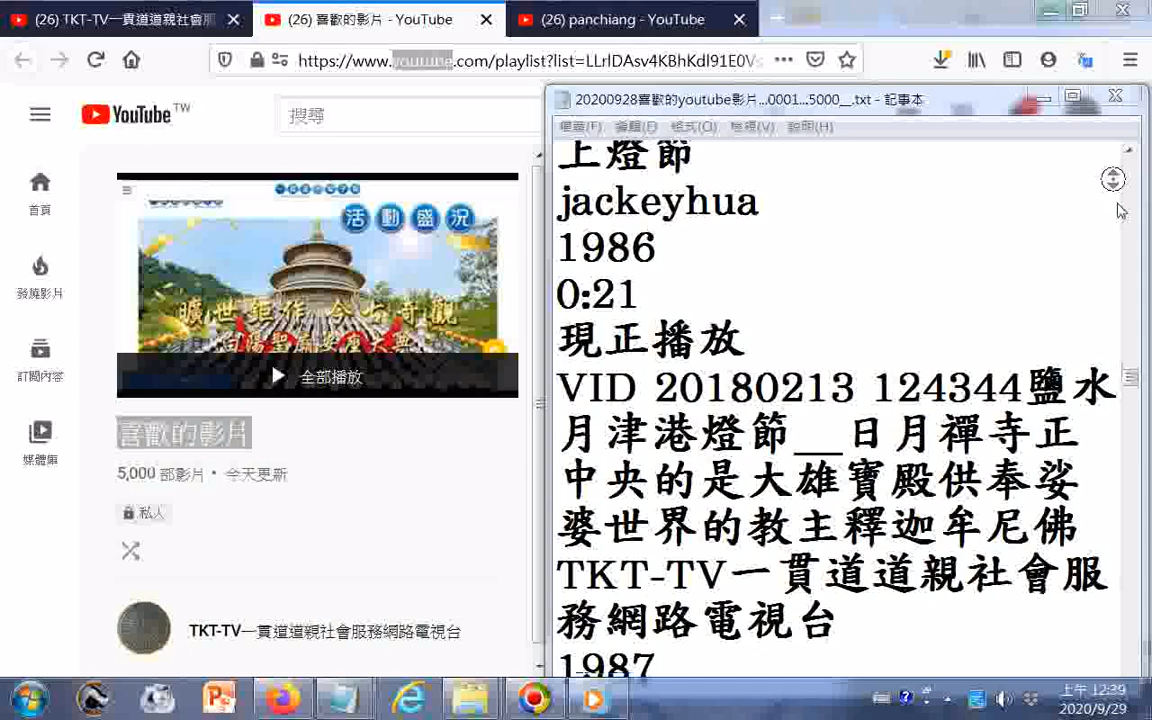 (26) TKT-TV一貫道道親社會服
(26) 喜歡的影片 - YouTube
(26) panchiang - YouTube
https://www.youtube.com/playlist?list=LLrlDAsv4KBhKdl91E0V
YouTube TW
搜尋
首頁
發燒影片
訂閱內容
媒體庫
活動盛況
曠世鉅作 今古奇觀
全部播放
喜歡的影片
5,000 部影片・今天更新
私人
TKT-TV一貫道道親社會服務網路電視台
20200928喜歡的youtube影片...0001...5000__.txt - 記事本
檔案(F) 編輯(E) 格式(O) 檢視(V) 說明(H)
上燈節
jackeyhua
1986
0:21
現正播放
VID 20180213 124344鹽水
月津港燈節__日月禪寺正
中央的是大雄寶殿供奉娑
婆世界的教主釋迦牟尼佛
TKT-TV一貫道道親社會服
務網路電視台
1987
上午 12:39
2020/9/29